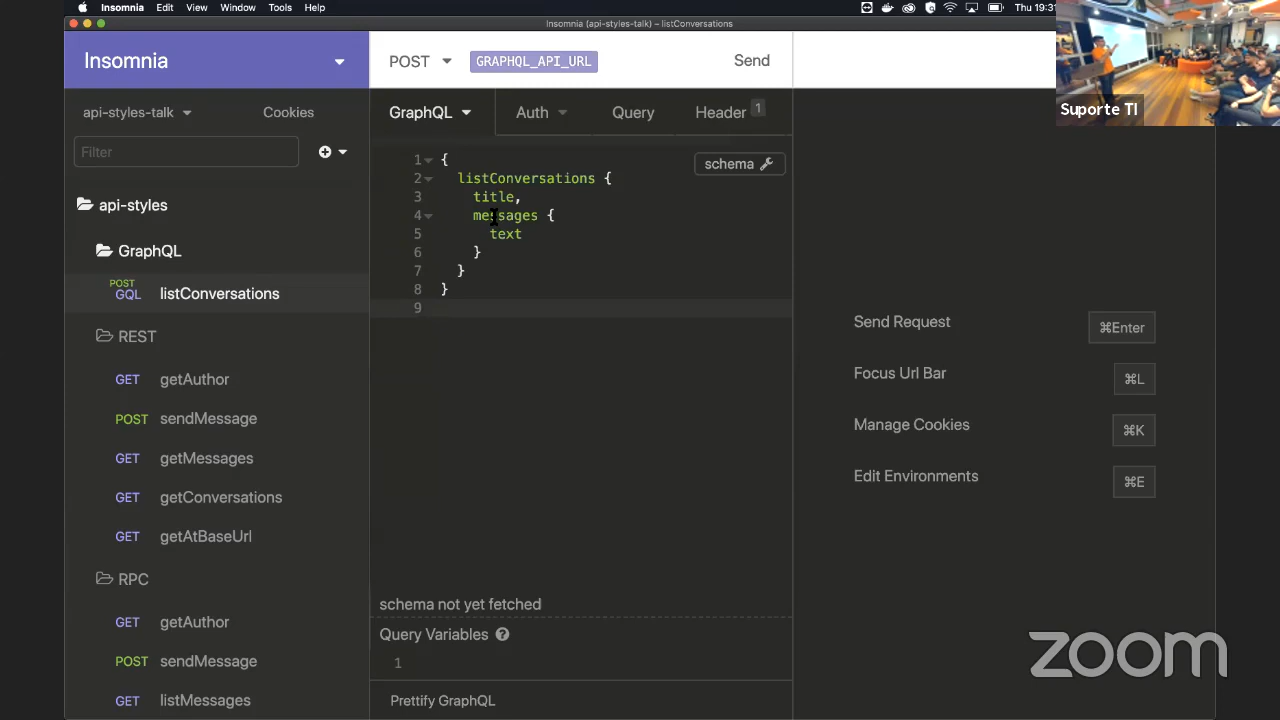 Insomnia File Edit View Window Tools Help
Thu 19:31
Insomnia (api-styles-talk) – listConversations
Insomnia
POST
GRAPHQL_API_URL
Send
Suporte TI
api-styles-talk
Cookies
GraphQL
Auth
Query
Header 1
Filter
schema
1 {
2 listConversations {
3 title,
4 messages {
5 text
6 }
7 }
8 }
9
api-styles
GraphQL
POST
GQL listConversations
REST
GET getAuthor
POST sendMessage
GET getMessages
GET getConversations
GET getAtBaseUrl
RPC
GET getAuthor
POST sendMessage
GET listMessages
Send Request ⌘Enter
Focus Url Bar ⌘L
Manage Cookies ⌘K
Edit Environments ⌘E
schema not yet fetched
Query Variables ?
1
Prettify GraphQL
zoom